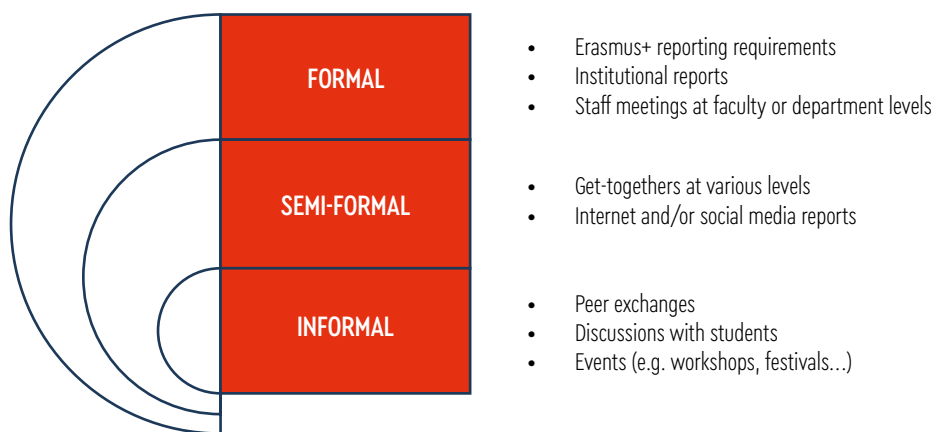 FORMAL
• Erasmus+ reporting requirements
• Institutional reports
• Staff meetings at faculty or department levels
SEMI-FORMAL
• Get-togethers at various levels
• Internet and/or social media reports
INFORMAL
• Peer exchanges
• Discussions with students
• Events (e.g. workshops, festivals...)